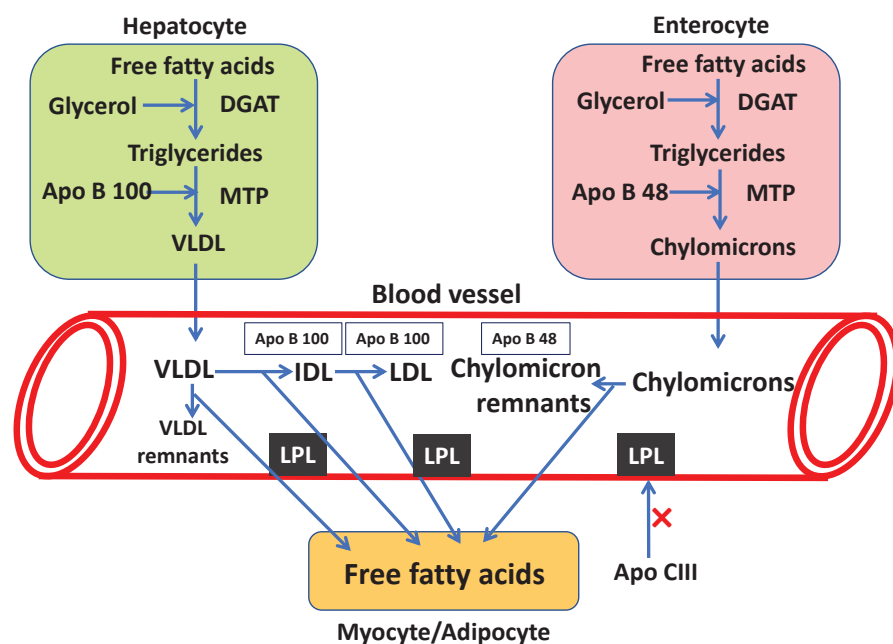 Hepatocyte
Free fatty acids
Glycerol
DGAT
Triglycerides
Apo B 100
MTP
VLDL
Enterocyte
Free fatty acids
Glycerol
DGAT
Triglycerides
Apo B 48
MTP
Chylomicrons
Blood vessel
Apo B 100
Apo B 100
Apo B 48
VLDL
IDL
LDL
Chylomicron
remnants
Chylomicrons
VLDL
remnants
LPL
LPL
LPL
Apo CIII
Free fatty acids
Myocyte/Adipocyte